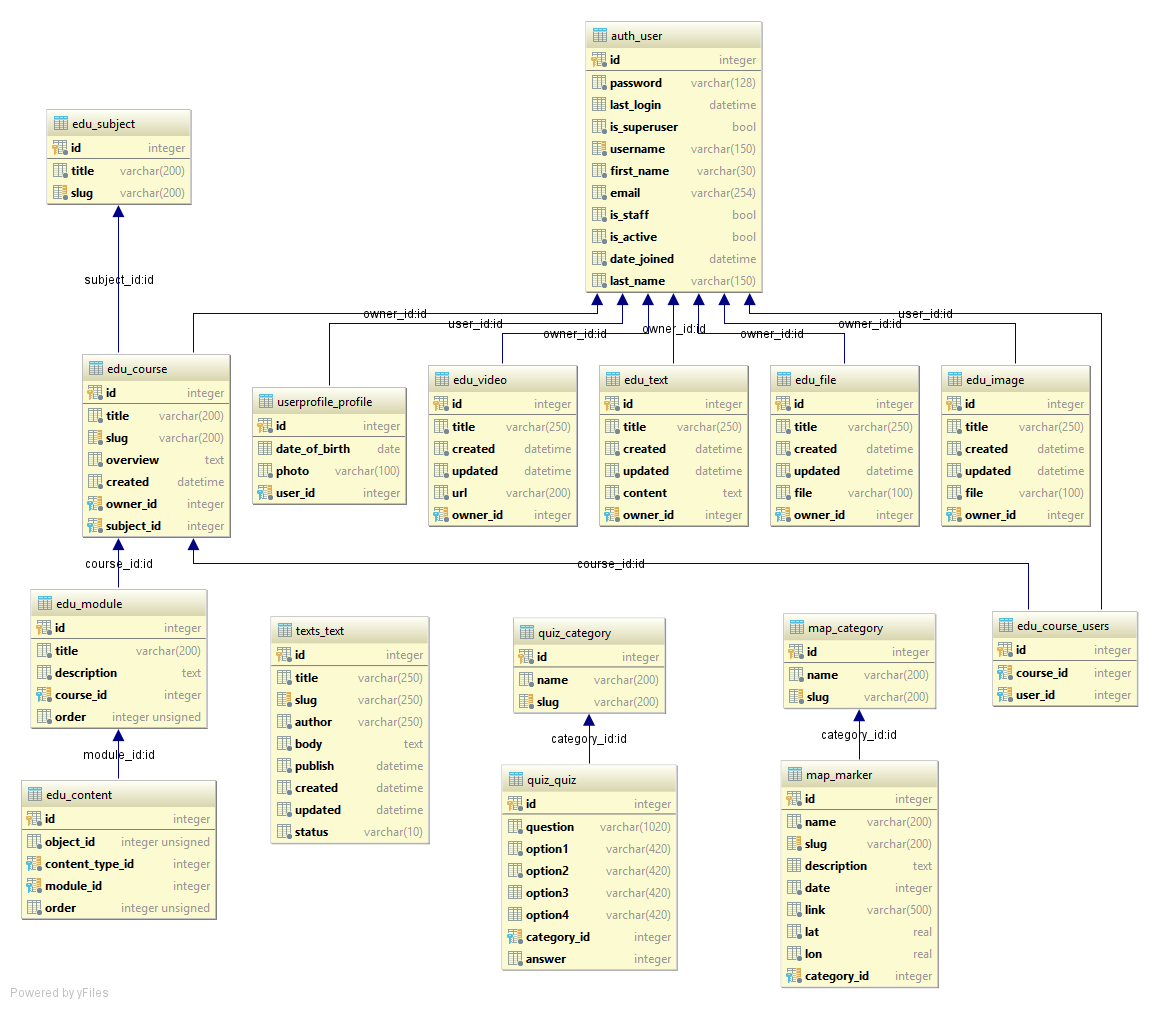 auth_user
id integer
password varchar(128)
last_login datetime
is_superuser bool
username varchar(150)
first_name varchar(30)
email varchar(254)
is_staff bool
is_active bool
date_joined datetime
last_name varchar(150)
edu_subject
id integer
title varchar(200)
slug varchar(200)
subject_id:id
owner_id:id
user_id:id
owner_id:id
owner_id:id
owner_id:id
owner_id:id
user_id:id
edu_course
id integer
title varchar(200)
slug varchar(200)
overview text
created datetime
owner_id integer
subject_id integer
userprofile_profile
id integer
date_of_birth date
photo varchar(100)
user_id integer
edu_video
id integer
title varchar(250)
created datetime
updated datetime
url varchar(200)
owner_id integer
edu_text
id integer
title varchar(250)
created datetime
updated datetime
content text
owner_id integer
edu_file
id integer
title varchar(250)
created datetime
updated datetime
file varchar(100)
owner_id integer
edu_image
id integer
title varchar(250)
created datetime
updated datetime
file varchar(100)
owner_id integer
course_id:id
course_id:id
edu_module
id integer
title varchar(200)
description text
course_id integer
order integer unsigned
module_id:id
edu_content
id integer
object_id integer unsigned
content_type_id integer
module_id integer
order integer unsigned
texts_text
id integer
title varchar(250)
slug varchar(250)
author varchar(250)
body text
publish datetime
created datetime
updated datetime
status varchar(10)
quiz_category
id integer
name varchar(200)
slug varchar(200)
category_id:id
quiz_quiz
id integer
question varchar(1020)
option1 varchar(420)
option2 varchar(420)
option3 varchar(420)
option4 varchar(420)
category_id integer
answer integer
map_category
id integer
name varchar(200)
slug varchar(200)
category_id:id
map_marker
id integer
name varchar(200)
slug varchar(200)
description text
date integer
link varchar(500)
lat real
lon real
category_id integer
edu_course_users
id integer
course_id integer
user_id integer
Powered by yFiles